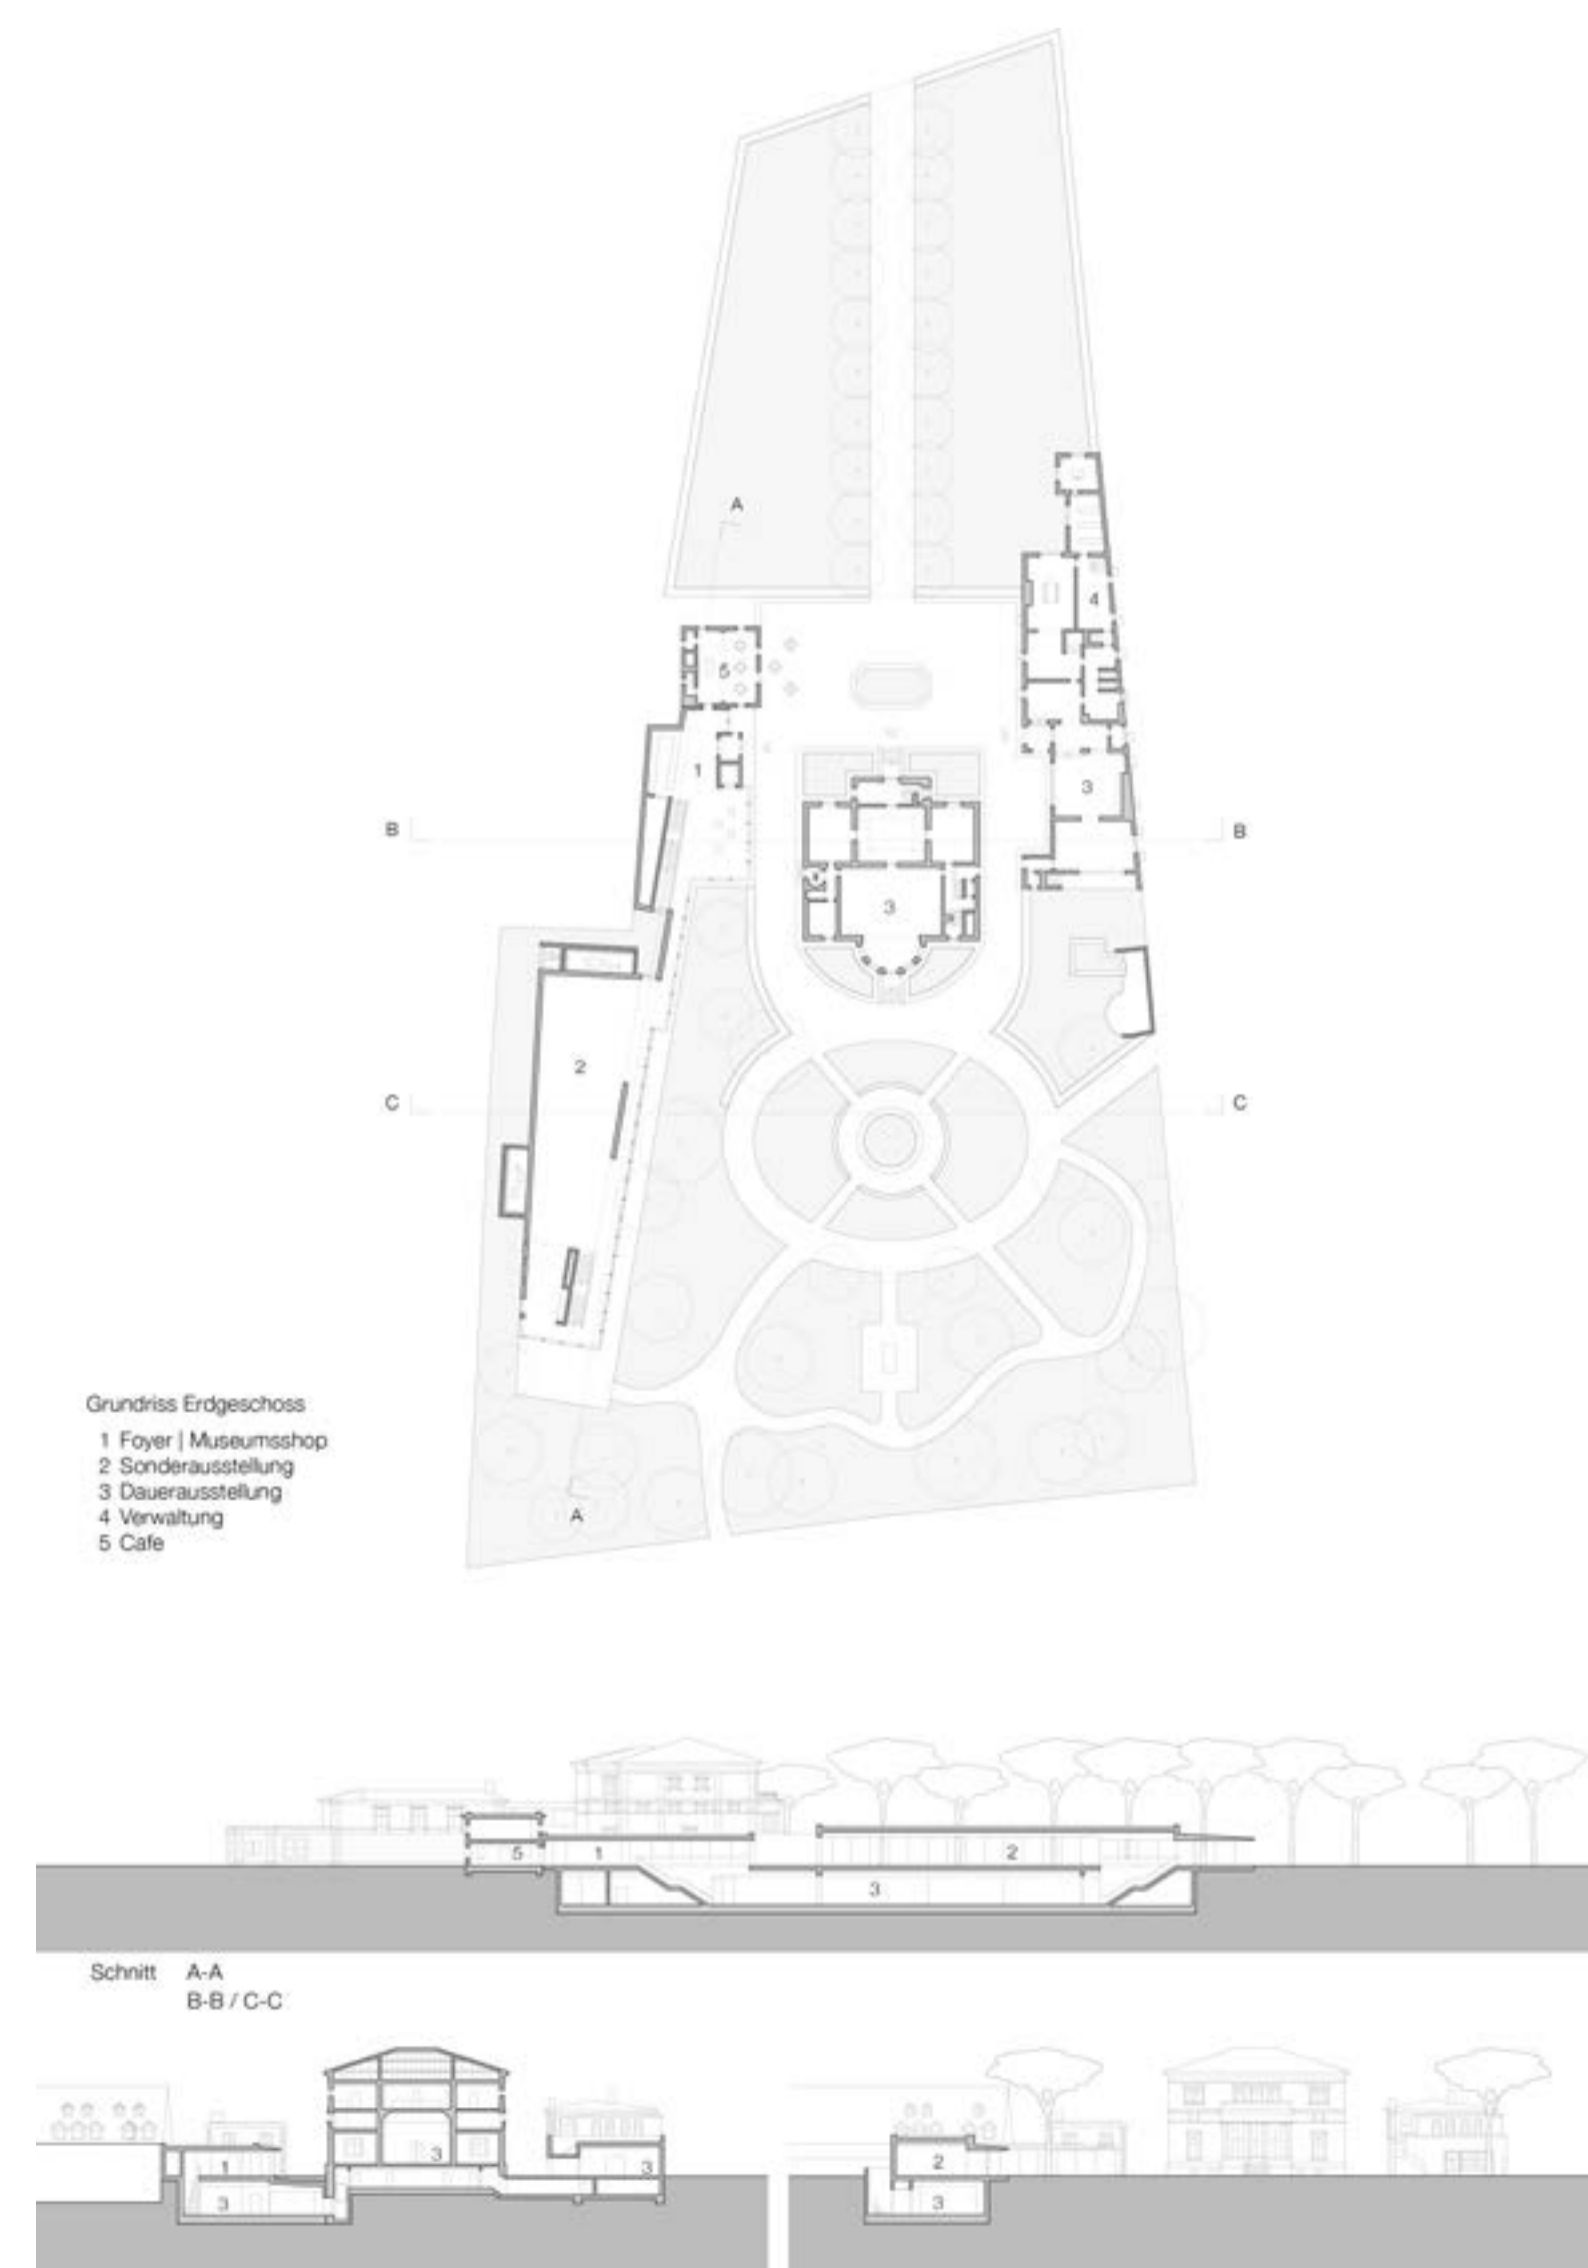 A
4
5
1
3
B
B
3
2
C
C
Grundriss Erdgeschoss
1 Foyer | Museumsshop
2 Sonderausstellung
3 Dauerausstellung
4 Verwaltung
5 Cafe
A
5
1
2
3
Schnitt A-A
B-B / C-C
1
3
3
3
2
3